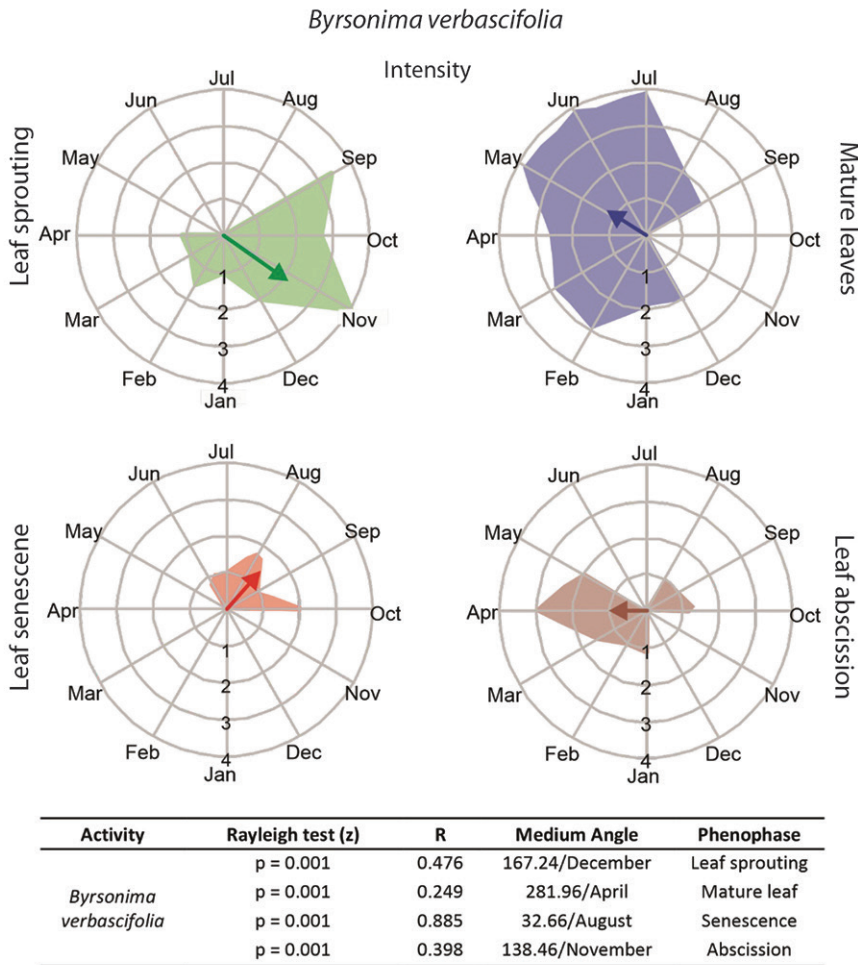 Byrsonima verbascifolia
Intensity
Leaf sprouting
Jul
Aug
Sep
Oct
Nov
Dec
Jan
Feb
Mar
Apr
May
Jun
1
2
3
4
Mature leaves
Jul
Aug
Sep
Oct
Nov
Dec
Jan
Feb
Mar
Apr
May
Jun
1
2
3
4
Leaf senescene
Jul
Aug
Sep
Oct
Nov
Dec
Jan
Feb
Mar
Apr
May
Jun
1
2
3
4
Leaf abscission
Jul
Aug
Sep
Oct
Nov
Dec
Jan
Feb
Mar
Apr
May
Jun
1
2
3
4
Activity Rayleigh test (z) R Medium Angle Phenophase
Byrsonima
verbascifolia
p = 0.001 0.476 167.24/December Leaf sprouting
p = 0.001 0.249 281.96/April Mature leaf
p = 0.001 0.885 32.66/August Senescence
p = 0.001 0.398 138.46/November Abscission